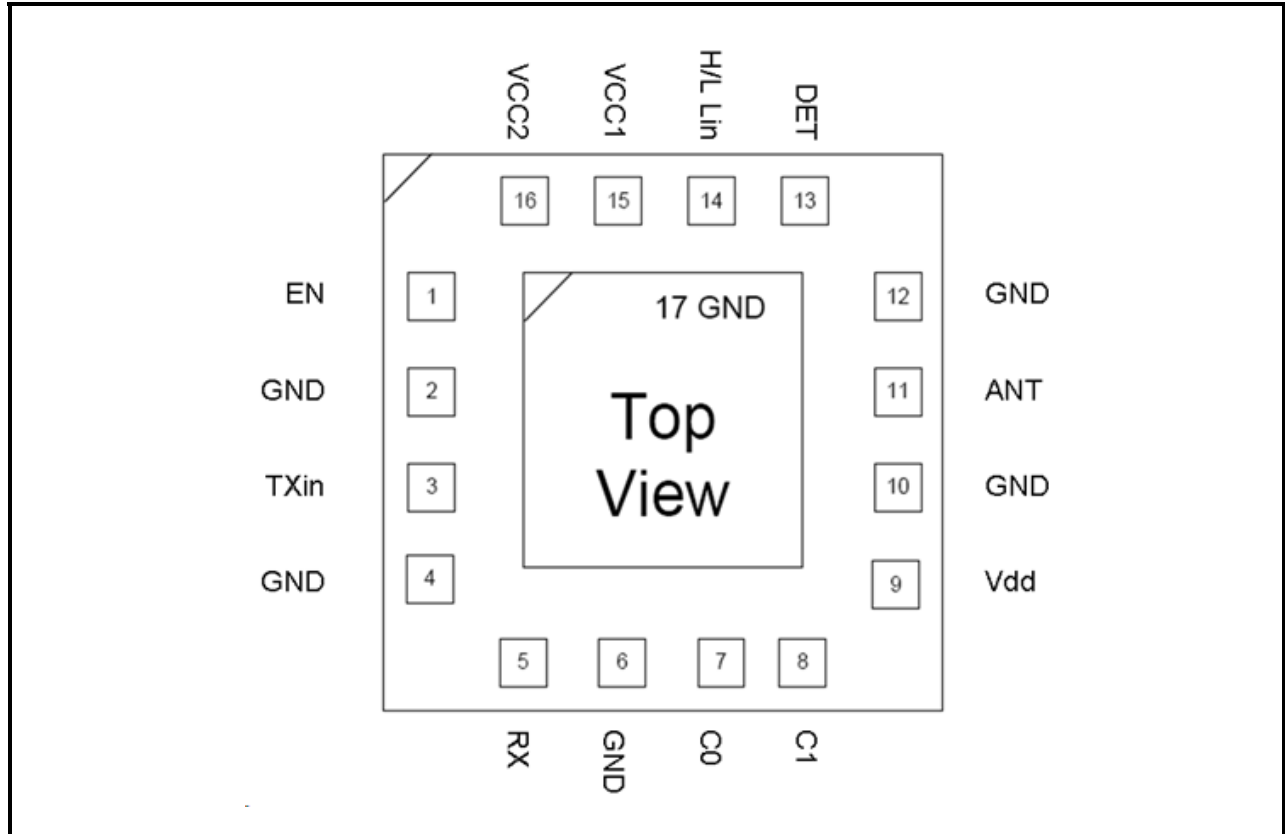 VCC2
VCC1
H/L Lin
DET
16
15
14
13
EN
1
17 GND
12
GND
GND
2
Top
11
ANT
TXin
3
View
10
GND
GND
4
9
Vdd
5
6
7
8
RX
GND
C0
C1